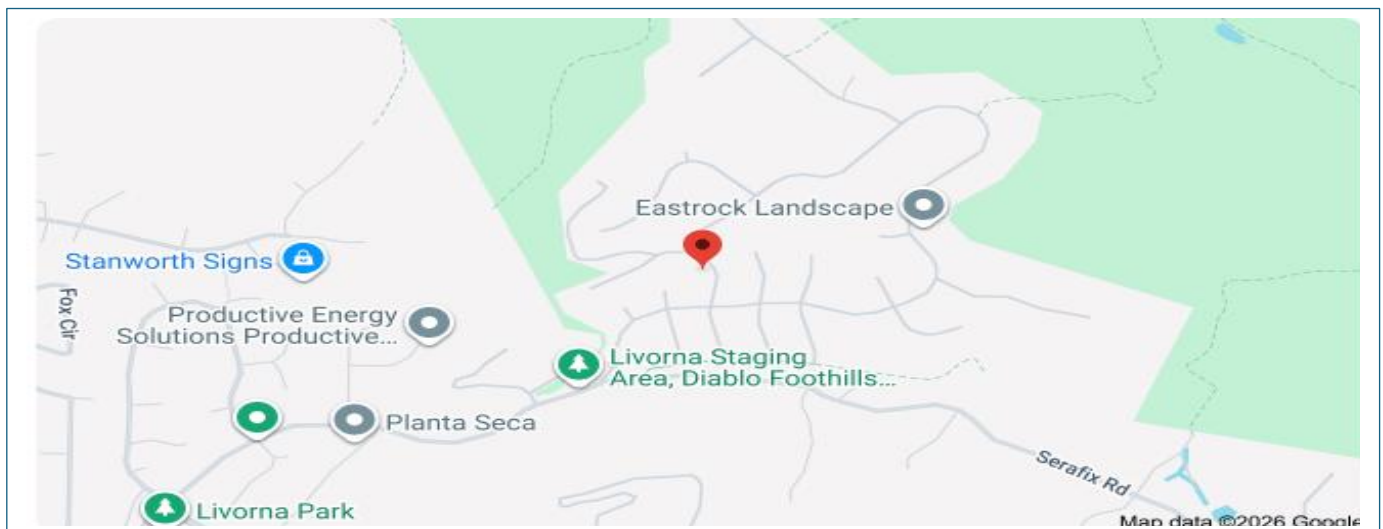 Eastrock Landscape
Stanworth Signs
Fox Cir
Productive Energy
Solutions Productive...
Livorna Staging
Area, Diablo Foothills...
Planta Seca
Serafix Rd
Livorna Park
Map data ©2026 Google